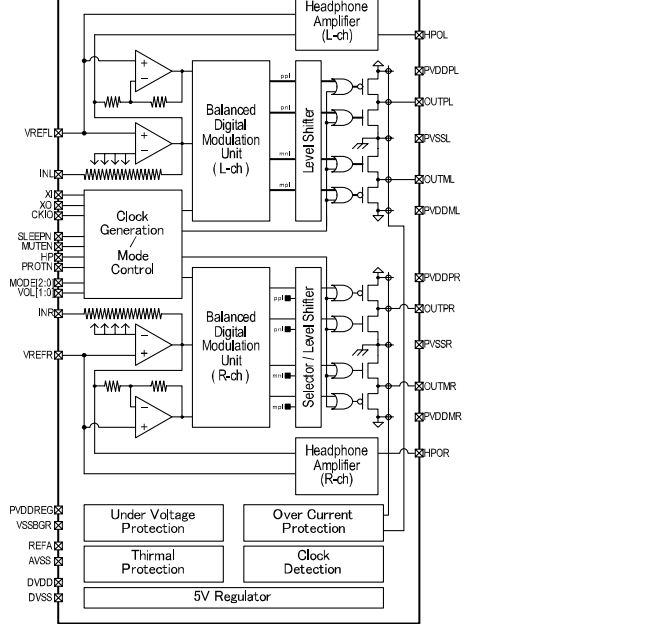 Headphone
Amplifier
(L-ch)
HPOL
PVDDPL
OUTPL
PVSSL
OUTML
PVDDML
VREFL
INL
XI
XO
CKIO
SLEEPN
MUTEN
HP
PROTN
MODE[2:0]
VOL[1:0]
INR
VREFR
Balanced
Digital
Modulation
Unit
( L-ch )
ppl
pnl
mnl
mpl
Level Shifter
Clock
Generation
/
Mode
Control
Balanced
Digital
Modulation
Unit
( R-ch )
ppl
pnl
mnl
mpl
Selector / Level Shifter
PVDDPR
OUTPR
PVSSR
OUTMR
PVDDMR
HPOR
Headphone
Amplifier
(R-ch)
PVDDREG
VSSBGR
REFA
AVSS
DVDD
DVSS
Under Voltage
Protection
Over Current
Protection
Thirmal
Protection
Clock
Detection
5V Regulator